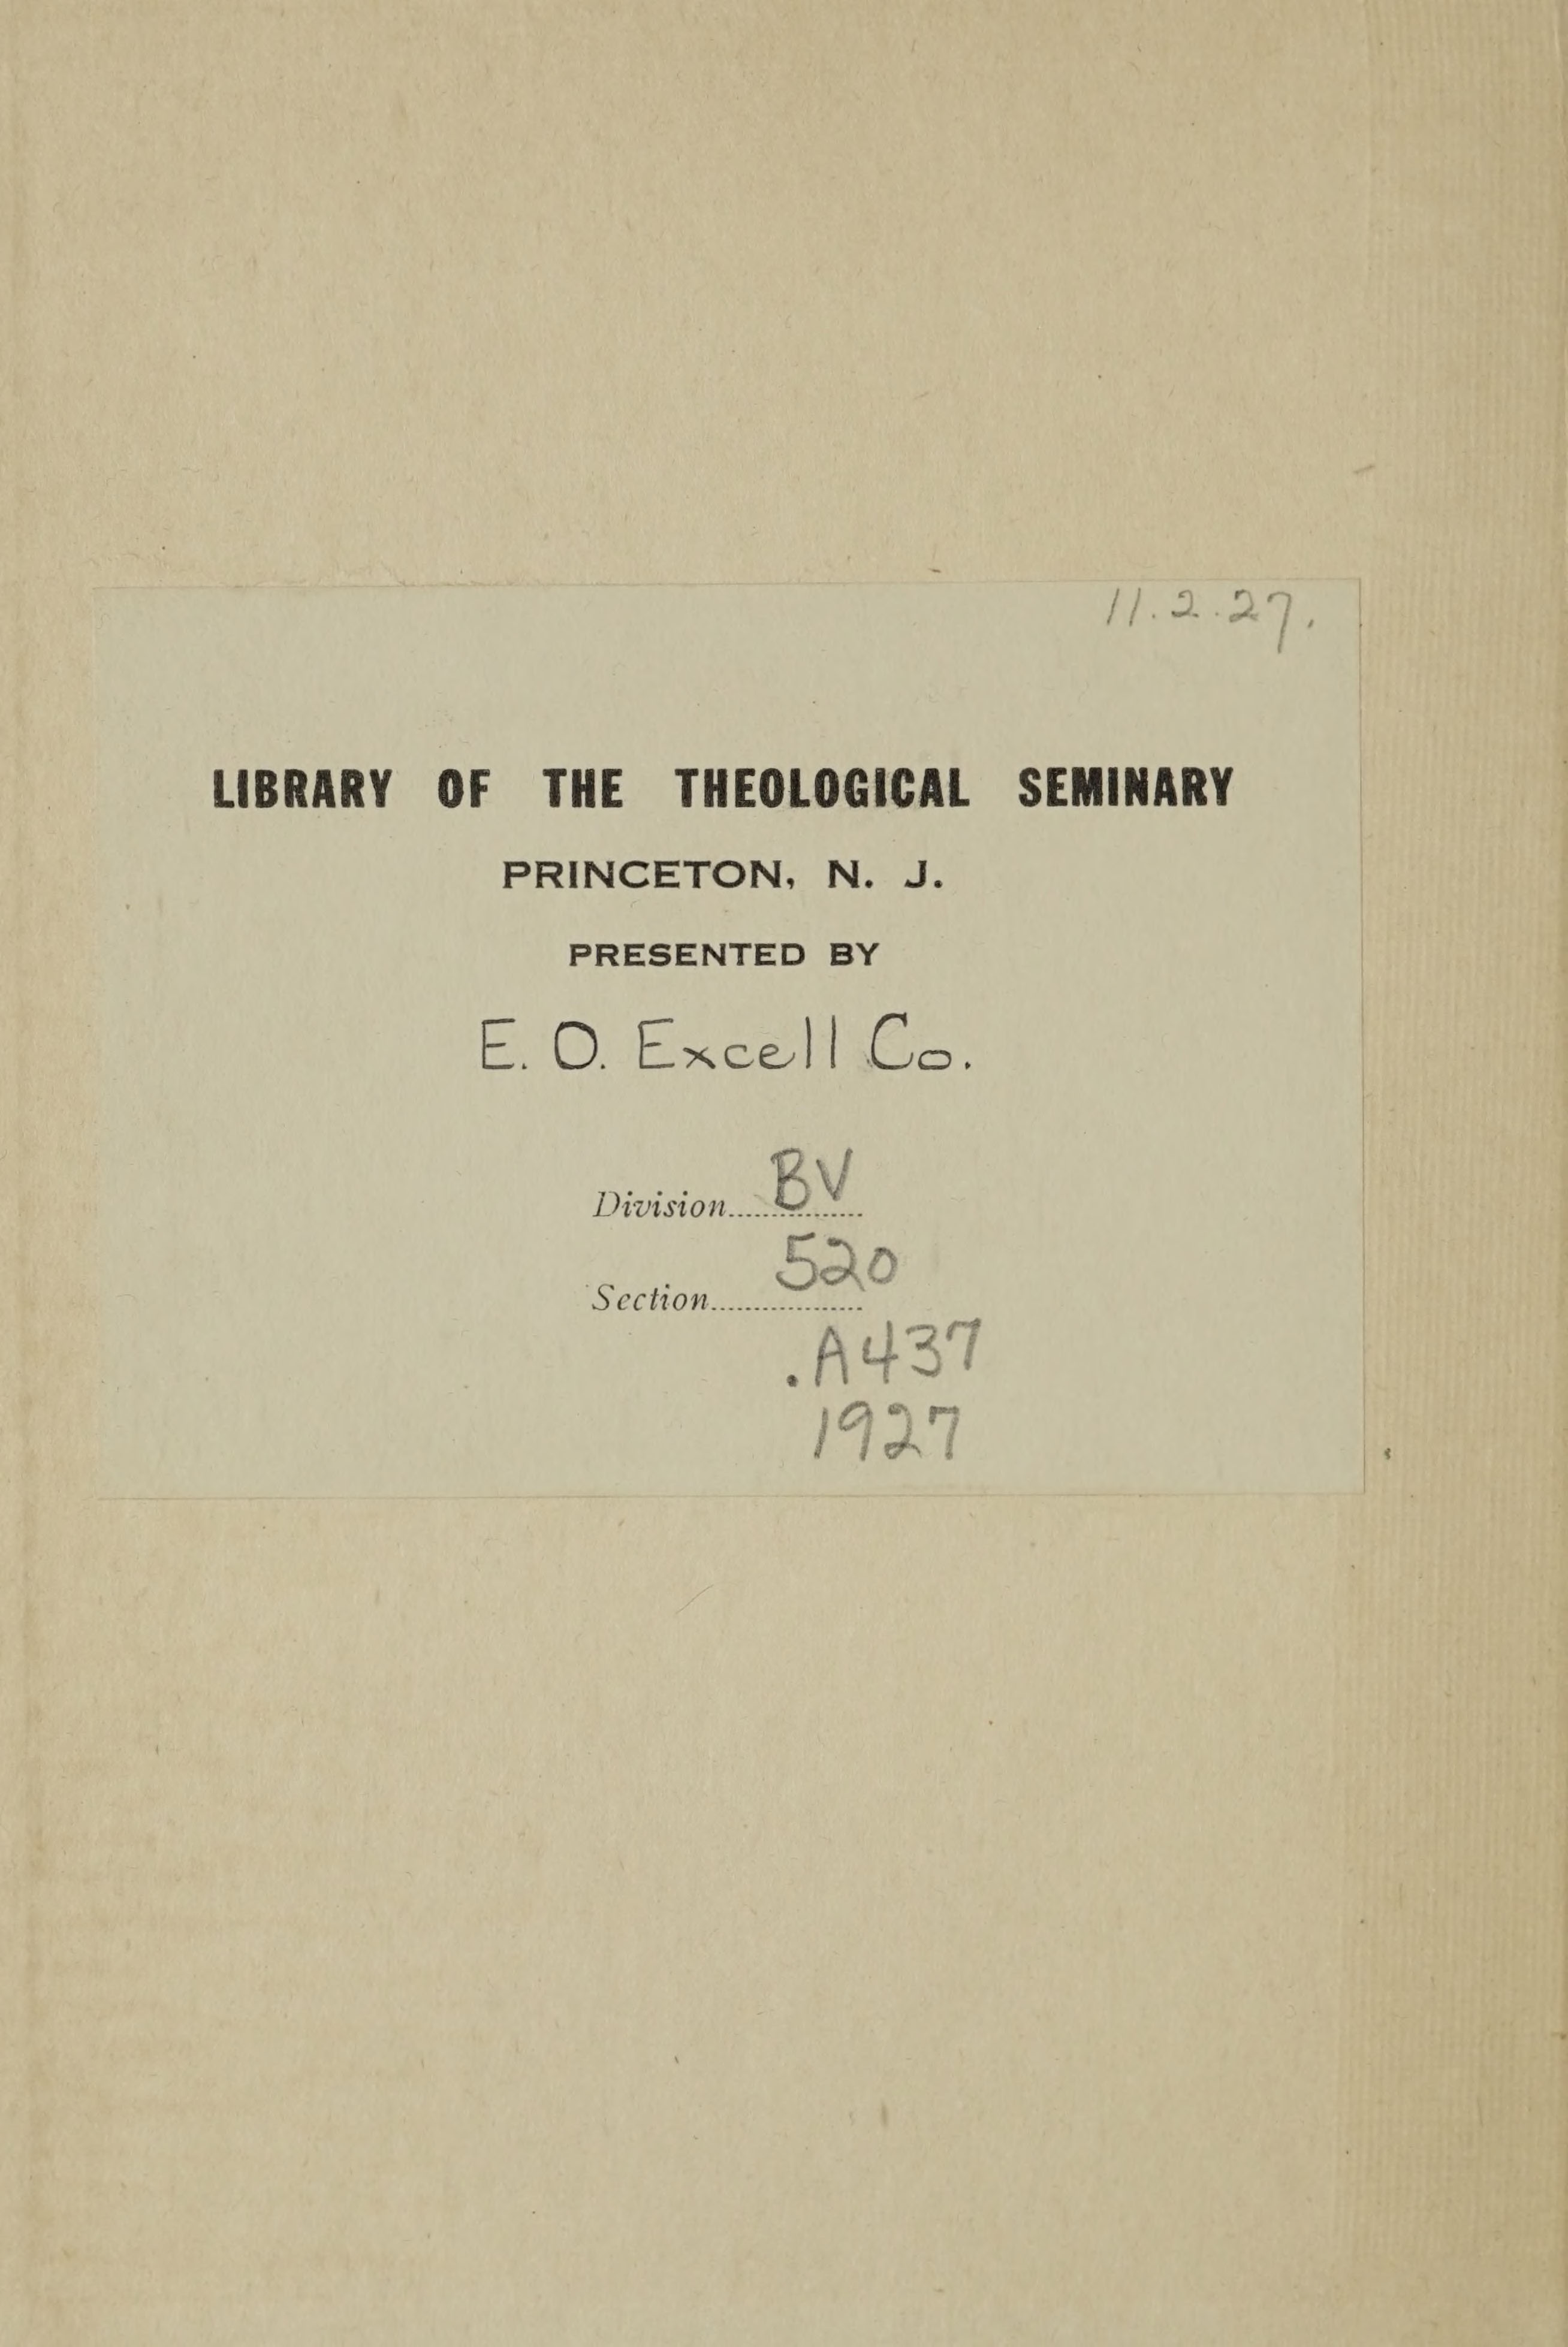 11.2.27.
LIBRARY OF THE THEOLOGICAL SEMINARY
PRINCETON, N. J.
PRESENTED BY
E. O. Excell Co.
Division BV
520
Section
.A437
1927